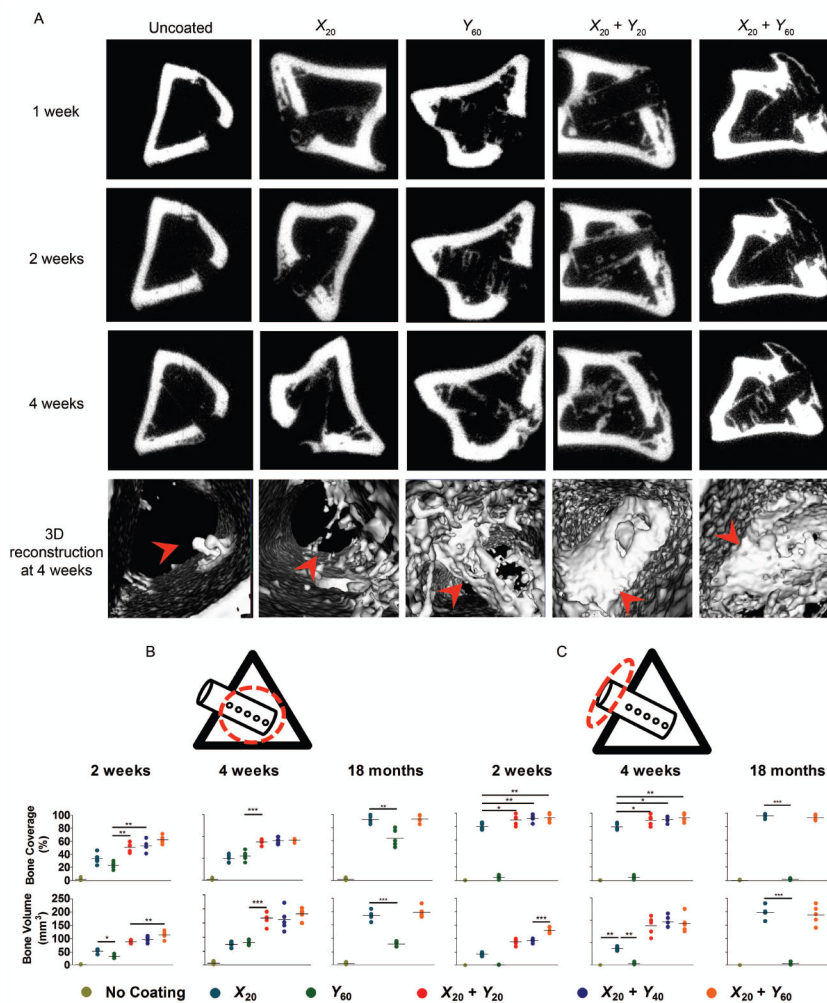 A
Uncoated X20 Y60 X20 + Y20 X20 + Y60
1 week
2 weeks
4 weeks
3D
reconstruction
at 4 weeks
B C
2 weeks 4 weeks 18 months 2 weeks 4 weeks 18 months
Bone Coverage
(%)
100
80
60
40
20
0
** ** *** ** ** ** * ** * * ***
Bone Volume
(mm3)
250
200
150
100
50
0
* ** *** *** *** ** ** ***
No Coating X20 Y60 X20 + Y20 X20 + Y40 X20 + Y60